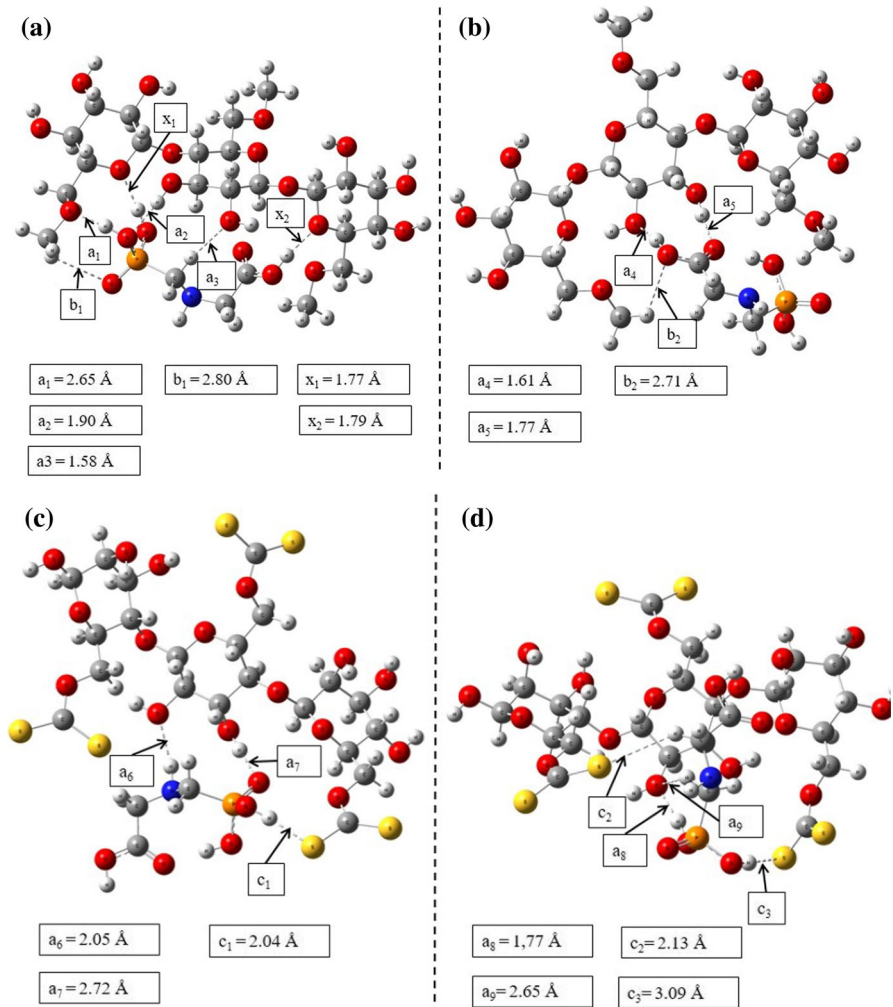 (a)
x₁
a₂
x₂
a₁
a₃
b₁
a₁ = 2.65 Å
b₁ = 2.80 Å
x₁ = 1.77 Å
a₂ = 1.90 Å
x₂ = 1.79 Å
a3 = 1.58 Å
(b)
a₅
a₄
b₂
a₄ = 1.61 Å
b₂ = 2.71 Å
a₅ = 1.77 Å
(c)
a₆
a₇
c₁
a₆ = 2.05 Å
c₁ = 2.04 Å
a₇ = 2.72 Å
(d)
c₂
a₉
a₈
c₃
a₈ = 1,77 Å
c₂ = 2.13 Å
a₉ = 2.65 Å
c₃ = 3.09 Å